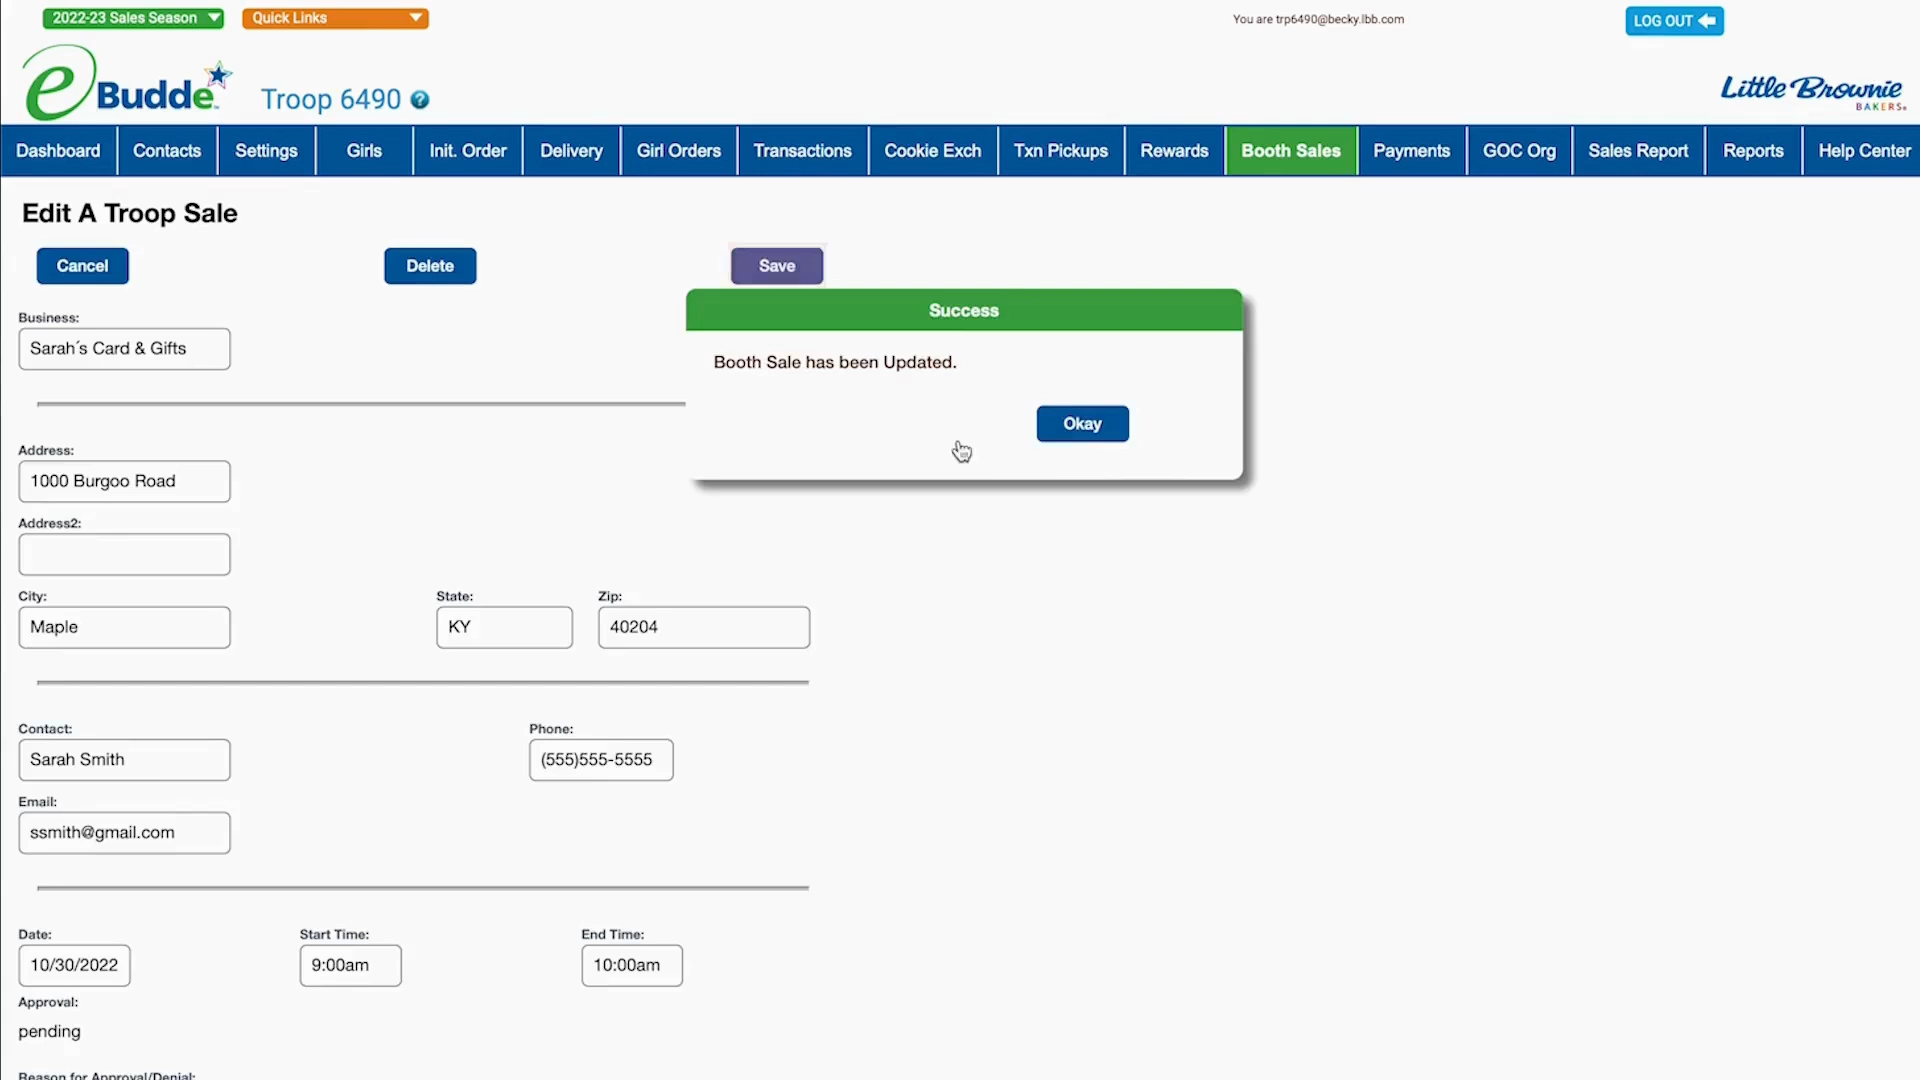 2022-23 Sales Season
Quick Links
You are trp6490@becky.lbb.com
LOG OUT
eBudde™
Troop 6490 ?
Little Brownie
BAKERS®
Dashboard Contacts Settings Girls Init. Order Delivery Girl Orders Transactions Cookie Exch Txn Pickups Rewards Booth Sales Payments GOC Org Sales Report Reports Help Center
Edit A Troop Sale
Cancel Delete Save
Success
Booth Sale has been Updated.
Okay
Business:
Sarah´s Card & Gifts
Address:
1000 Burgoo Road
Address2:
City: State: Zip:
Maple KY 40204
Contact: Phone:
Sarah Smith (555)555-5555
Email:
ssmith@gmail.com
Date: Start Time: End Time:
10/30/2022 9:00am 10:00am
Approval:
pending
Reason for Approval/Denial: